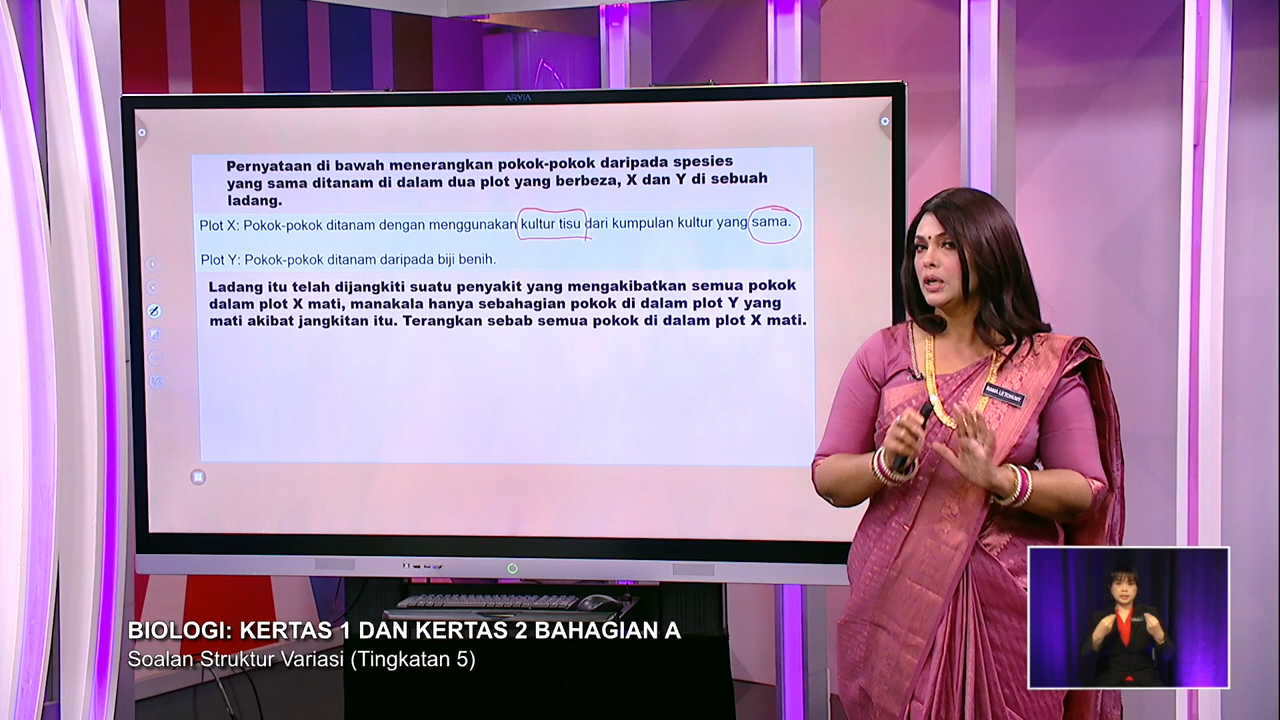 ARVIA
Pernyataan di bawah menerangkan pokok-pokok daripada spesies
yang sama ditanam di dalam dua plot yang berbeza, X dan Y di sebuah
ladang.
Plot X: Pokok-pokok ditanam dengan menggunakan kultur tisu dari kumpulan kultur yang sama.
Plot Y: Pokok-pokok ditanam daripada biji benih.
Ladang itu telah dijangkiti suatu penyakit yang mengakibatkan semua pokok
dalam plot X mati, manakala hanya sebahagian pokok di dalam plot Y yang
mati akibat jangkitan itu. Terangkan sebab semua pokok di dalam plot X mati.
BIOLOGI: KERTAS 1 DAN KERTAS 2 BAHAGIAN A
Soalan Struktur Variasi (Tingkatan 5)